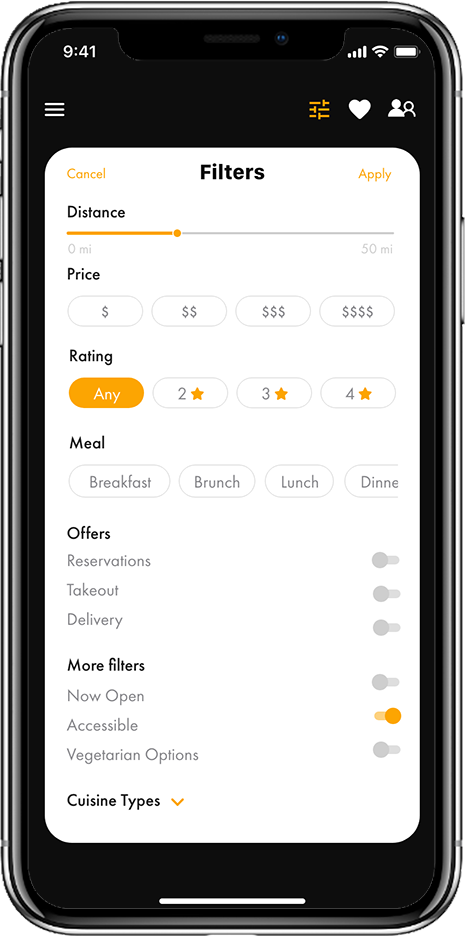 9:41
Cancel Filters Apply
Distance
0 mi 50 mi
Price
$ $$ $$$ $$$$
Rating
Any 2 3 4
Meal
Breakfast Brunch Lunch Dinne
Offers
Reservations
Takeout
Delivery
More filters
Now Open
Accessible
Vegetarian Options
Cuisine Types